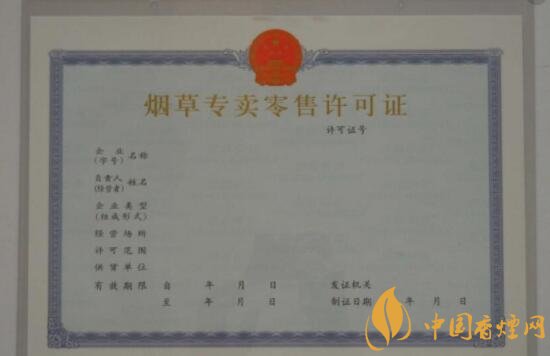 烟草专卖零售许可证
许可证号
企业
(字号) 名称
负责人
(经营者) 姓名
企业类型
(组成形式)
经营场所
许可范围
供货单位
有效期限 自 年 月 日 发证机关
至 年 月 日 制证日期 年 月 日
中国香烟网